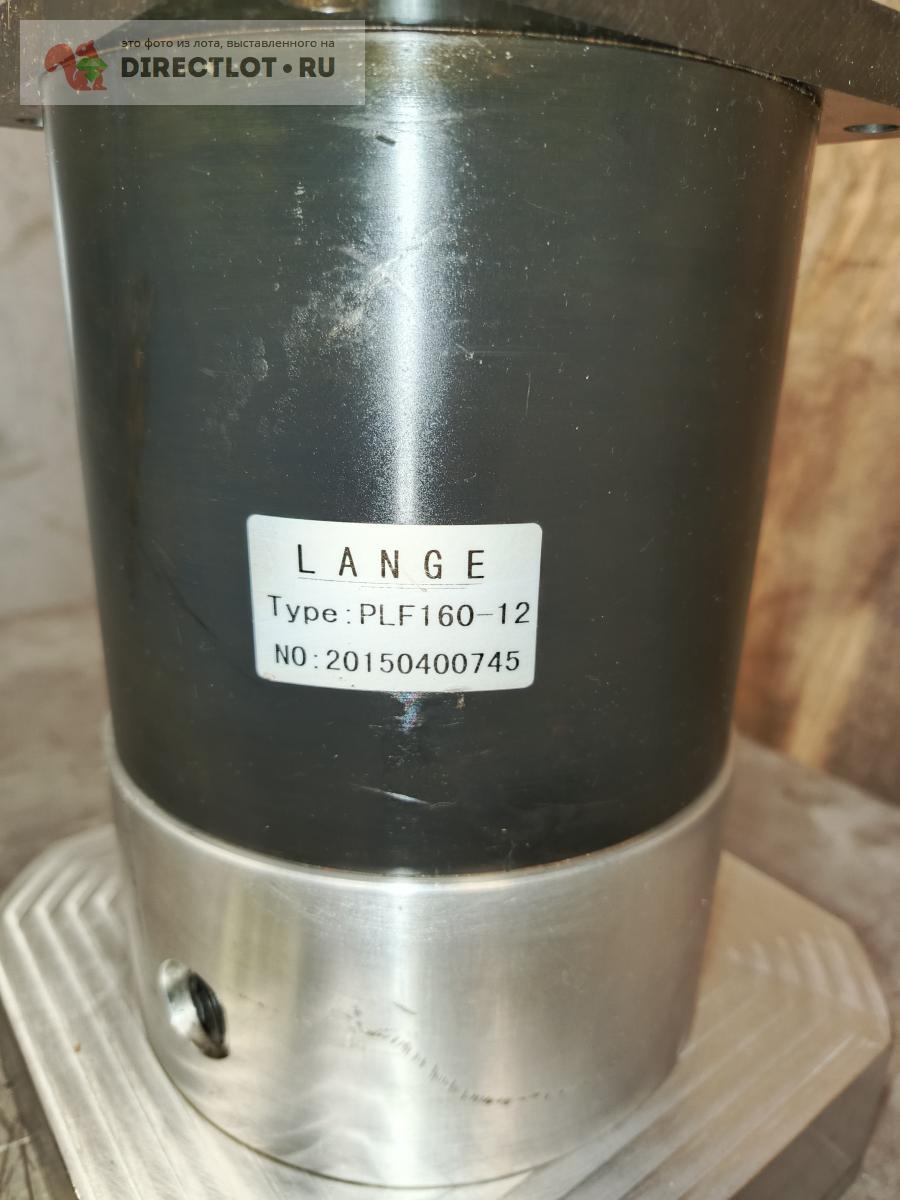 это фото из лота, выставленного на
DIRECTLOT•RU
LANGE
Type:PLF160-12
NO:20150400745